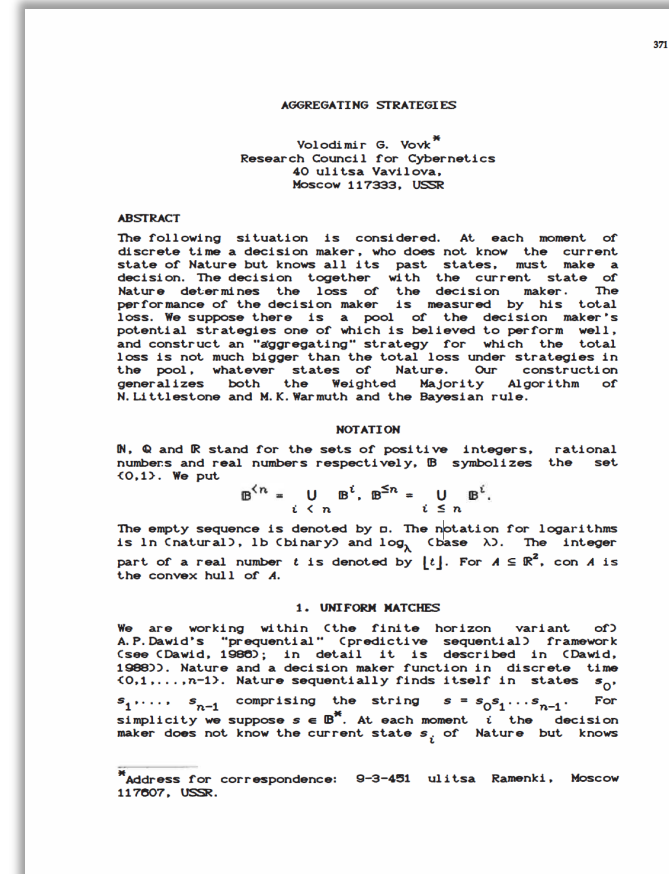 371
AGGREGATING STRATEGIES
Volodimir G. Vovk*
Research Council for Cybernetics
40 ulitsa Vavilova,
Moscow 117333, USSR
ABSTRACT
The following situation is considered. At each moment of
discrete time a decision maker, who does not know the current
state of Nature but knows all its past states, must make a
decision. The decision together with the current state of
Nature determines the loss of the decision maker. The
performance of the decision maker is measured by his total
loss. We suppose there is a pool of the decision maker's
potential strategies one of which is believed to perform well,
and construct an "aggregating" strategy for which the total
loss is not much bigger than the total loss under strategies in
the pool, whatever states of Nature. Our construction
generalizes both the Weighted Majority Algorithm of
N.Littlestone and M.K.Warmuth and the Bayesian rule.
NOTATION
ℕ, ℚ and ℝ stand for the sets of positive integers, rational
numbers and real numbers respectively, 𝔹 symbolizes the set
{0,1}. We put
𝔹^{<n} = ∪_{i < n} 𝔹^i, 𝔹^{≤n} = ∪_{i ≤ n} 𝔹^i.
The empty sequence is denoted by □. The notation for logarithms
is ln (natural), lb (binary) and log_λ (base λ). The integer
part of a real number t is denoted by ⌊t⌋. For A ⊆ ℝ², con A is
the convex hull of A.
1. UNIFORM MATCHES
We are working within (the finite horizon variant of)
A.P.Dawid's "prequential" (predictive sequential) framework
(see (Dawid, 1986); in detail it is described in (Dawid,
1988)). Nature and a decision maker function in discrete time
{0,1,...,n-1}. Nature sequentially finds itself in states s₀,
s₁,..., s_{n-1} comprising the string s = s₀s₁...s_{n-1}. For
simplicity we suppose s ∈ 𝔹*. At each moment i the decision
maker does not know the current state s_i of Nature but knows
*Address for correspondence: 9-3-451 ulitsa Ramenki, Moscow
117607, USSR.